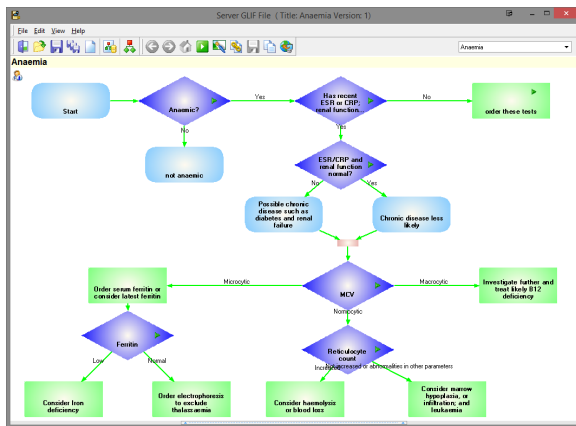 Server GLIF File ( Title: Anaemia Version: 1)
File Edit View Help
Anaemia
Anaemia
Start
Anaemic?
Yes
Has recent
ESR or CRP;
renal function...
No
order these tests
No
Yes
not anaemic
ESR/CRP and
renal function
normal?
No
Yes
Possible chronic
disease such as
diabetes and renal
failure
Chronic disease less
likely
Microcytic
Macrocytic
Order serum ferritin or
consider latest ferritin
MCV
Investigate further and
treat likely B12
deficiency
Normocytic
Ferritin
Reticulocyte
count
Low
Normal
Increased
Not increased or abnormalities in other parameters
Consider Iron
deficiency
Order electrophoresis
to exclude
thalassaemia
Consider haemolysis
or blood loss
Consider marrow
hypoplasia, or
infiltration; and
leukaemia